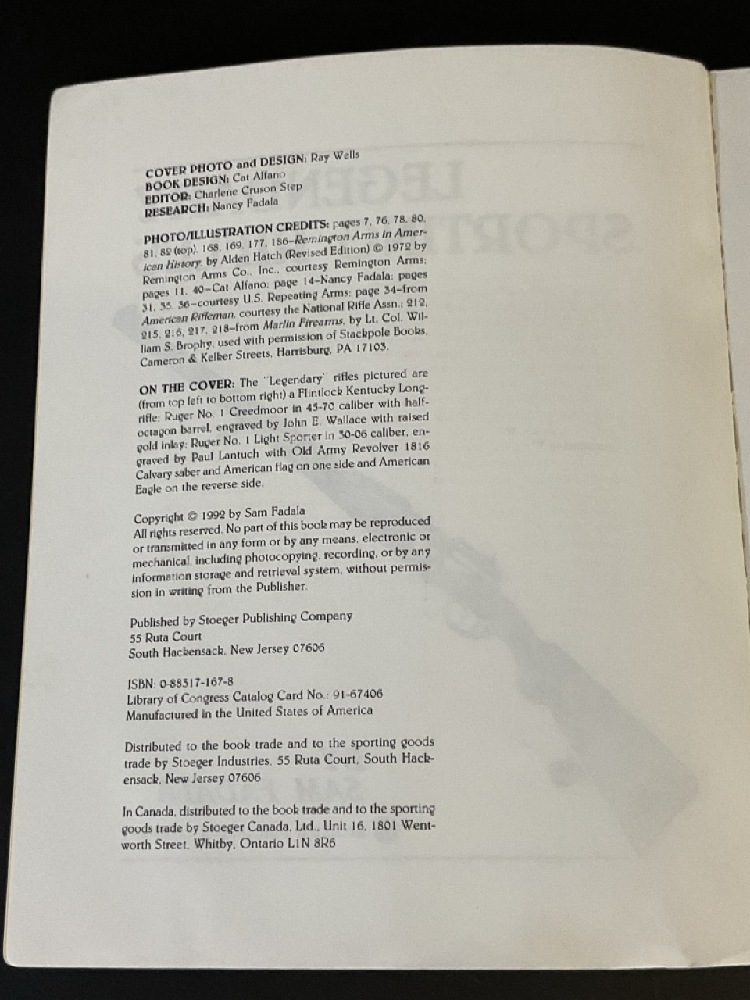 COVER PHOTO and DESIGN: Ray Wells
BOOK DESIGN: Cat Alfano
EDITOR: Charlene Cruson Step
RESEARCH: Nancy Fadala
PHOTO/ILLUSTRATION CREDITS: pages 7, 76, 78, 80,
81, 82 (top), 168, 169, 177, 186–Remington Arms in Amer-
ican History, by Alden Hatch (Revised Edition) © 1972 by
Remington Arms Co., Inc., courtesy Remington Arms;
pages 11, 40–Cat Alfano; page 14–Nancy Fadala; pages
31, 35, 36–courtesy U.S. Repeating Arms; page 34–from
American Rifleman, courtesy the National Rifle Assn.; 212,
215, 216, 217, 218–from Marlin Firearms, by Lt. Col. Wil-
liam S. Brophy, used with permission of Stackpole Books,
Cameron & Kelker Streets, Harrisburg, PA 17105.
ON THE COVER: The "Legendary" rifles pictured are
(from top left to bottom right) a Flintlock Kentucky Long-
rifle; Ruger No. 1 Creedmoor in 45-70 caliber with half-
octagon barrel, engraved by John E. Wallace with raised
gold inlay; Ruger No. 1 Light Sporter in 30-06 caliber, en-
graved by Paul Lantuch with Old Army Revolver 1816
Calvary saber and American flag on one side and American
Eagle on the reverse side.
Copyright © 1992 by Sam Fadala
All rights reserved. No part of this book may be reproduced
or transmitted in any form or by any means, electronic or
mechanical, including photocopying, recording, or by any
information storage and retrieval system, without permis-
sion in writing from the Publisher.
Published by Stoeger Publishing Company
55 Ruta Court
South Hackensack, New Jersey 07606
ISBN: 0-88317-167-8
Library of Congress Catalog Card No.: 91-67406
Manufactured in the United States of America
Distributed to the book trade and to the sporting goods
trade by Stoeger Industries, 55 Ruta Court, South Hack-
ensack, New Jersey 07606
In Canada, distributed to the book trade and to the sporting
goods trade by Stoeger Canada, Ltd., Unit 16, 1801 Went-
worth Street, Whitby, Ontario L1N 8R6